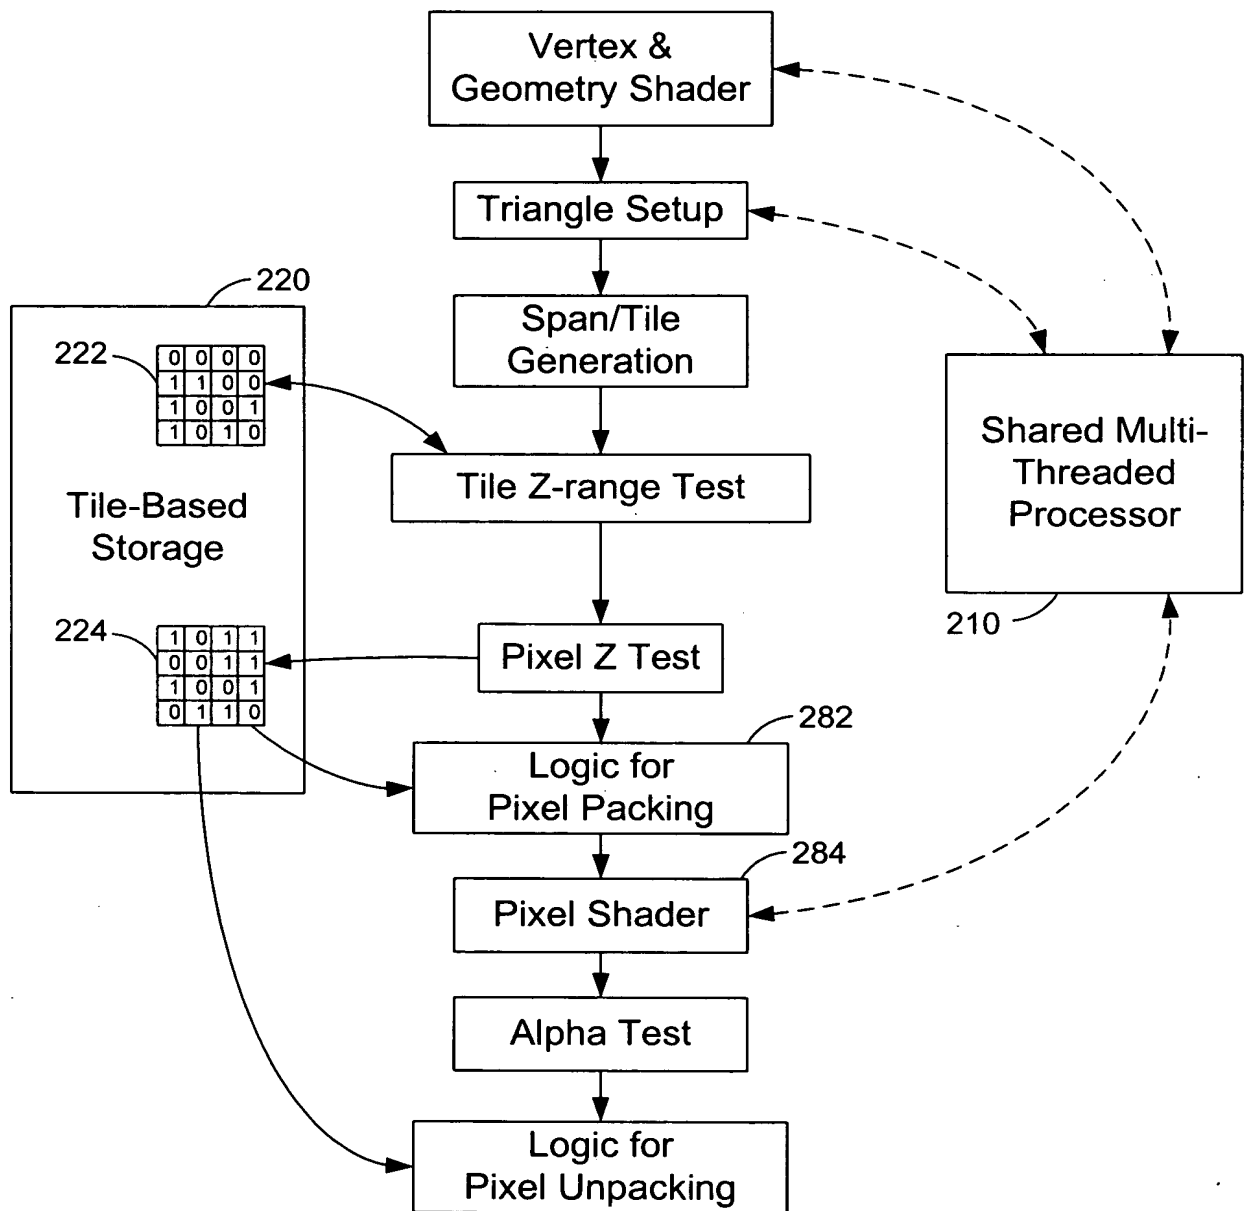 Vertex &
Geometry Shader
Triangle Setup
220
Span/Tile
Generation
222
0 0 0 0
1 1 0 0
1 0 0 1
1 0 1 0
Shared Multi-
Threaded
Processor
Tile Z-range Test
Tile-Based
Storage
210
224
1 0 1 1
0 0 1 1
1 0 0 1
0 1 1 0
Pixel Z Test
282
Logic for
Pixel Packing
284
Pixel Shader
Alpha Test
Logic for
Pixel Unpacking